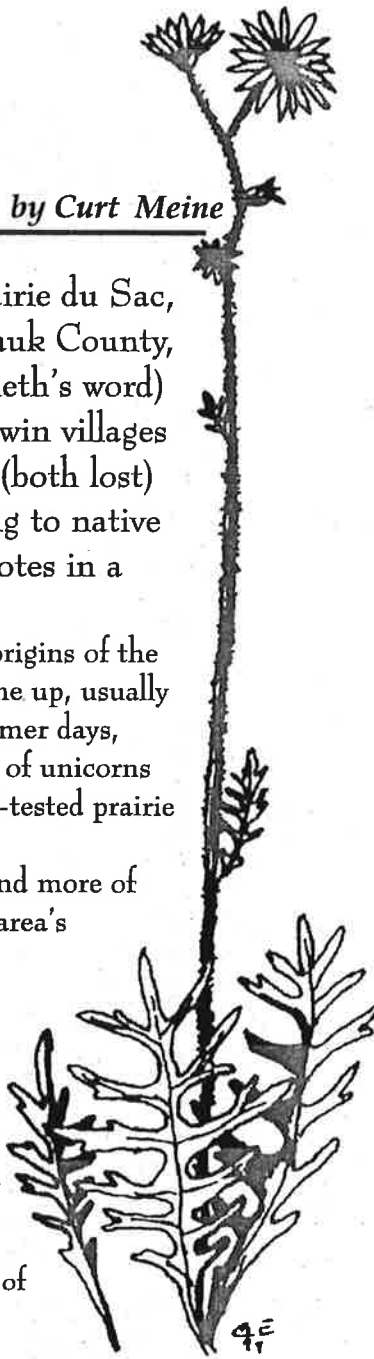 by Curt Meine
irie du Sac,
uk County,
eth's word)
win villages
(both lost)
g to native
otes in a
origins of the
ne up, usually
mer days,
of unicorns
-tested prairie
nd more of
area's
of